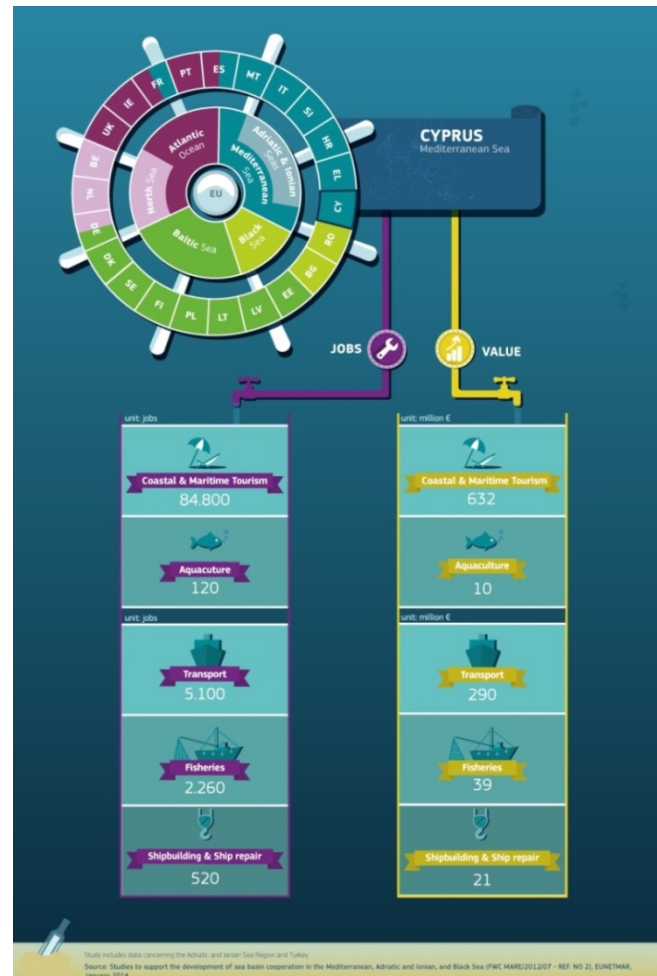 UK
IE
FR
PT
ES
MT
IT
SI
HR
EL
CY
RO
BG
EE
LV
LT
PL
FI
SE
DK
DE
NL
BE
Atlantic
Ocean
Adriatic & Ionian
Seas
Mediterranean
Sea
North Sea
EU
Baltic Sea
Black
Sea
CYPRUS
Mediterranean Sea
JOBS
VALUE
unit: jobs
Coastal & Maritime Tourism
84.800
Aquacuture
120
unit: jobs
Transport
5.100
Fisheries
2.260
Shipbuilding & Ship repair
520
unit: million €
Coastal & Maritime Tourism
632
Aquaculture
10
unit: million €
Transport
290
Fisheries
39
Shipbuilding & Ship repair
21
Study includes data concerning the Adriatic and Ionian Sea Region and Turkey
Source: Studies to support the development of sea basin cooperation in the Mediterranean, Adriatic and Ionian, and Black Sea (FWC MARE/2012/07 - REF. NO 2), EUNETMAR,
January 2014